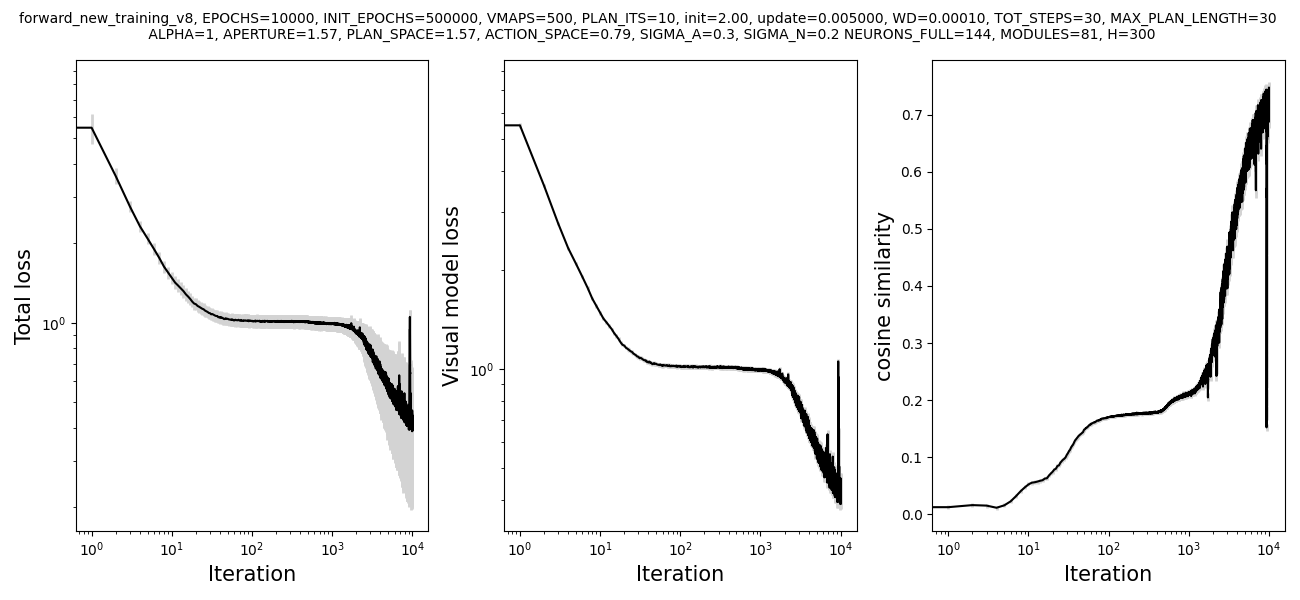 forward_new_training_v8, EPOCHS=10000, INIT_EPOCHS=500000, VMAPS=500, PLAN_ITS=10, init=2.00, update=0.005000, WD=0.00010, TOT_STEPS=30, MAX_PLAN_LENGTH=30
ALPHA=1, APERTURE=1.57, PLAN_SPACE=1.57, ACTION_SPACE=0.79, SIGMA_A=0.3, SIGMA_N=0.2 NEURONS_FULL=144, MODULES=81, H=300
Total loss
10⁰
10⁰ 10¹ 10² 10³ 10⁴
Iteration
Visual model loss
10⁰
10⁰ 10¹ 10² 10³ 10⁴
Iteration
cosine similarity
0.7
0.6
0.5
0.4
0.3
0.2
0.1
0.0
10⁰ 10¹ 10² 10³ 10⁴
Iteration